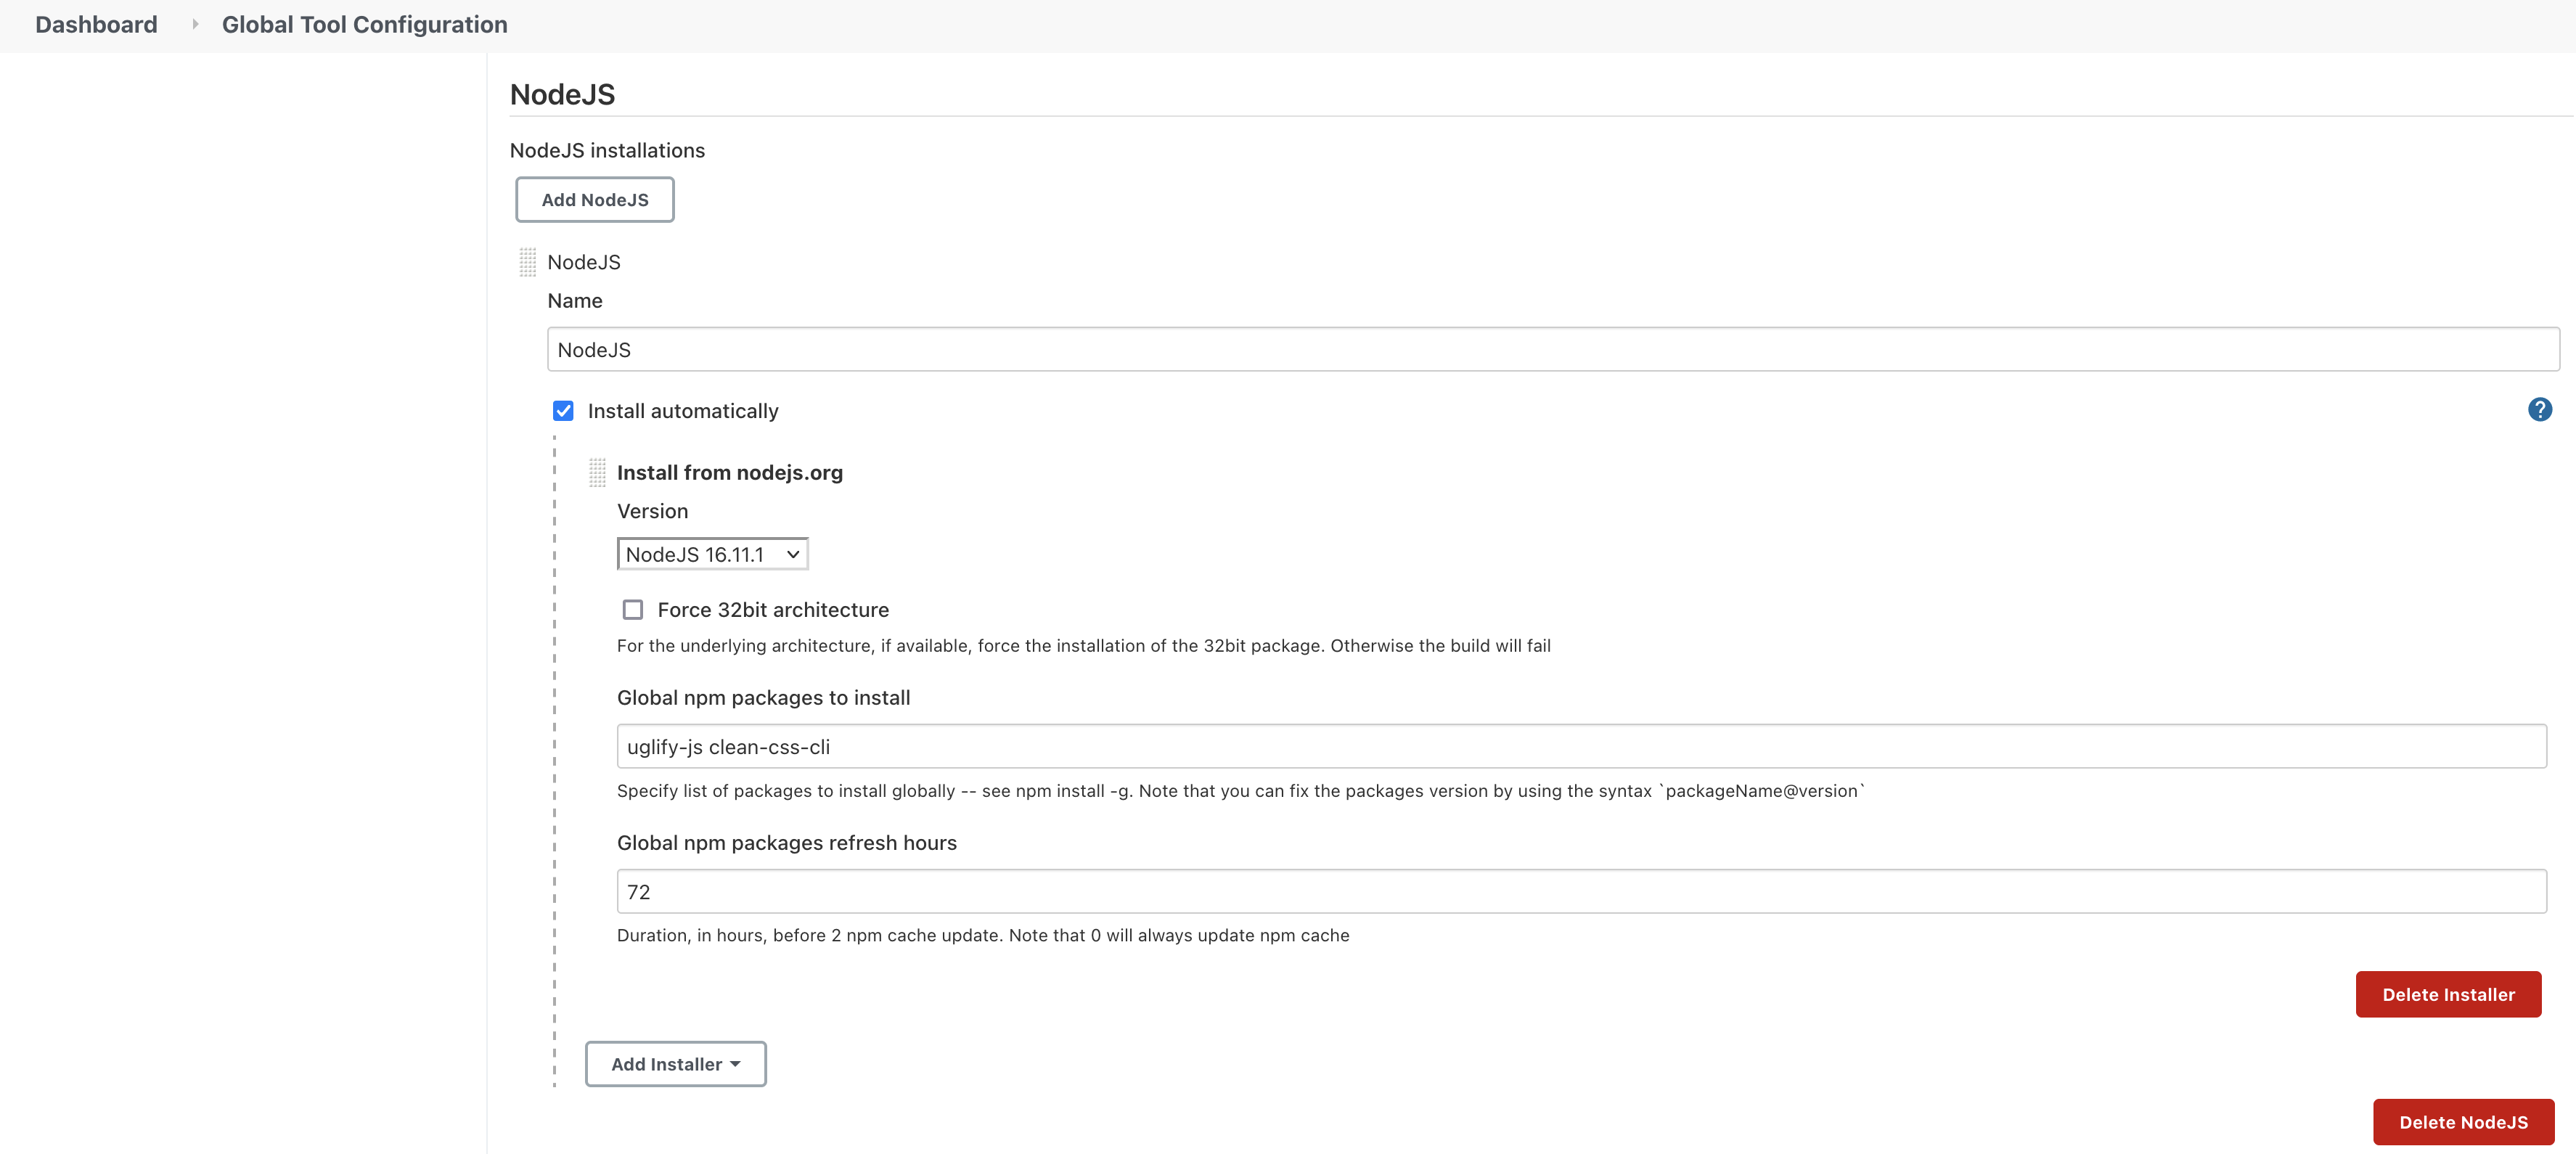 Dashboard
Global Tool Configuration
NodeJS
NodeJS installations
Add NodeJS
NodeJS
Name
NodeJS
Install automatically
?
Install from nodejs.org
Version
NodeJS 16.11.1
Force 32bit architecture
For the underlying architecture, if available, force the installation of the 32bit package. Otherwise the build will fail
Global npm packages to install
uglify-js clean-css-cli
Specify list of packages to install globally -- see npm install -g. Note that you can fix the packages version by using the syntax `packageName@version`
Global npm packages refresh hours
72
Duration, in hours, before 2 npm cache update. Note that 0 will always update npm cache
Delete Installer
Add Installer
Delete NodeJS